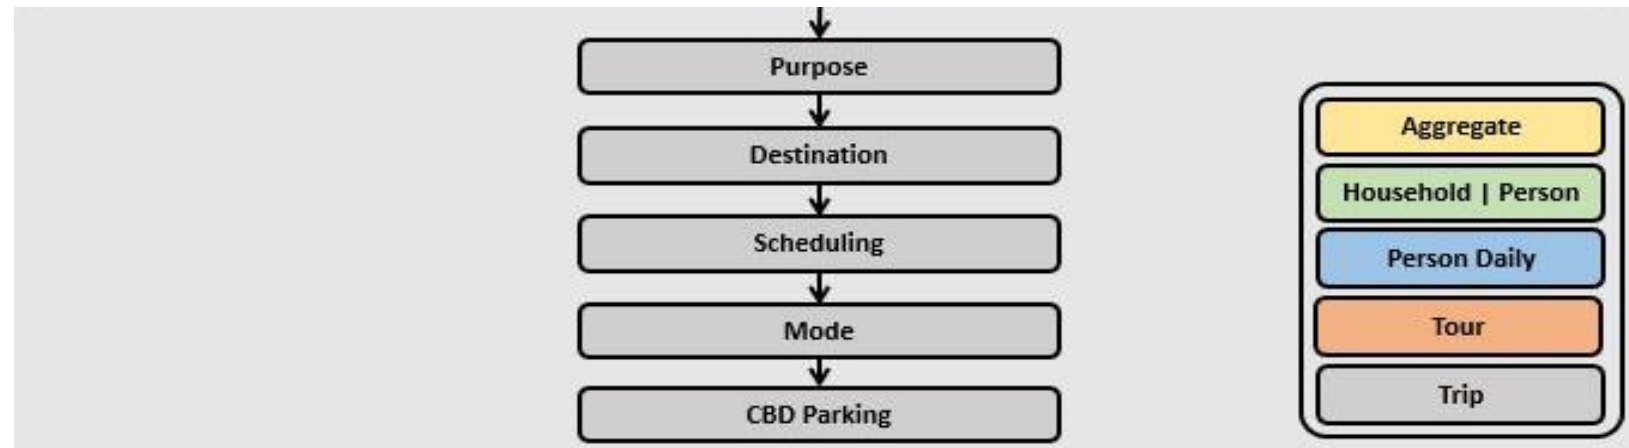 Purpose
Destination
Scheduling
Mode
CBD Parking
Aggregate
Household | Person
Person Daily
Tour
Trip